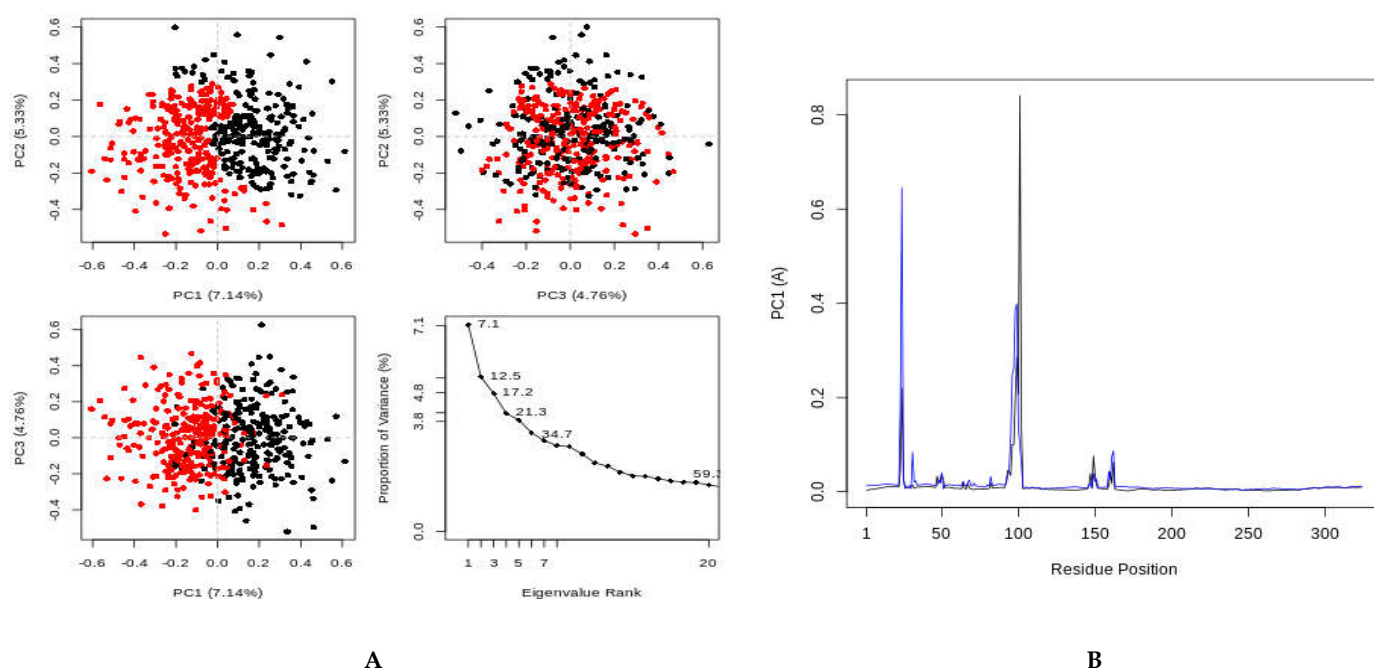 0.6
0.4
0.2
0.0
-0.2
-0.4
PC2 (5.33%)
-0.6 -0.4 -0.2 0.0 0.2 0.4 0.6
PC1 (7.14%)
0.6
0.4
0.2
0.0
-0.2
-0.4
PC2 (5.33%)
-0.4 -0.2 0.0 0.2 0.4 0.6
PC3 (4.76%)
0.6
0.4
0.2
0.0
-0.2
-0.4
PC3 (4.76%)
-0.6 -0.4 -0.2 0.0 0.2 0.4 0.6
PC1 (7.14%)
7.1
4.8
3.8
0.0
Proportion of Variance (%)
7.1
12.5
17.2
21.3
34.7
1 3 5 7 20
Eigenvalue Rank
A
0.8
0.6
0.4
0.2
0.0
PC1 (A)
1 50 100 150 200 250 300
Residue Position
B